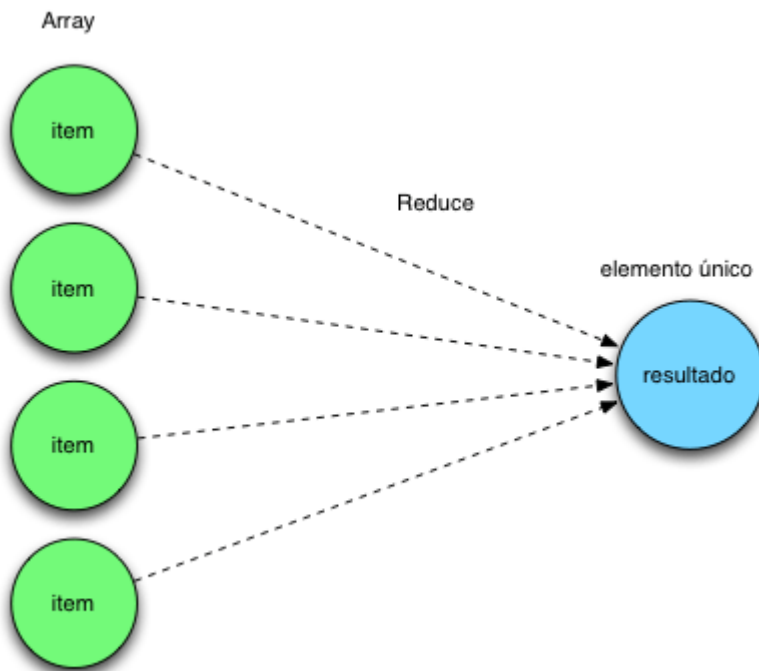 Array
item
Reduce
item
elemento único
resultado
item
item